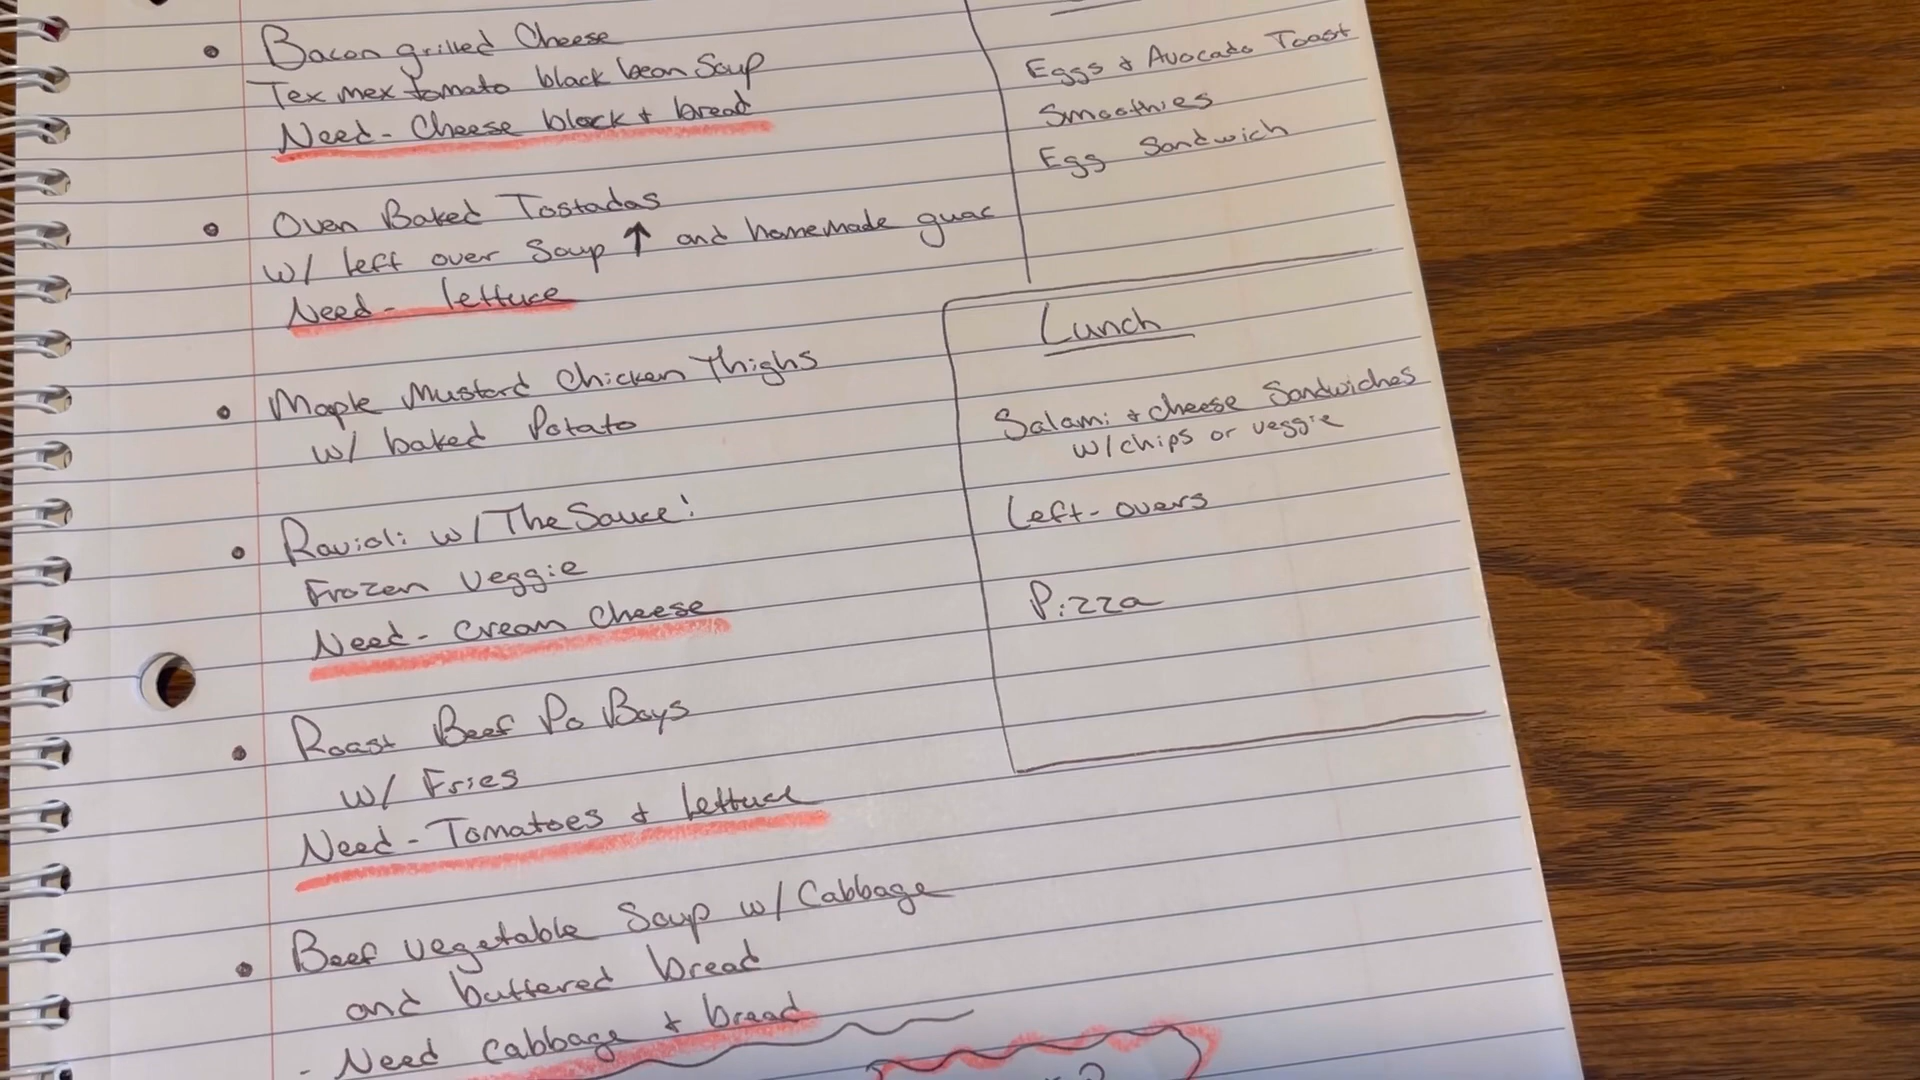 Bacon grilled Cheese
Tex mex tomato black bean Soup
Need- Cheese block + bread
Oven Baked Tostadas
w/ left over Soup ↑ and homemade guac
Need- lettuce
Maple Mustard Chicken Thighs
w/ baked Potato
Ravioli w/ The Sauce!
Frozen veggie
Need- Cream Cheese
Roast Beef Po Boys
w/ Fries
Need- Tomatoes + lettuce
Beef vegetable Soup w/ Cabbage
and buttered bread
- Need Cabbage + bread
Eggs + Avocado Toast
Smoothies
Egg Sandwich
Lunch
Salami + cheese Sandwiches
w/ chips or veggie
Left-overs
Pizza